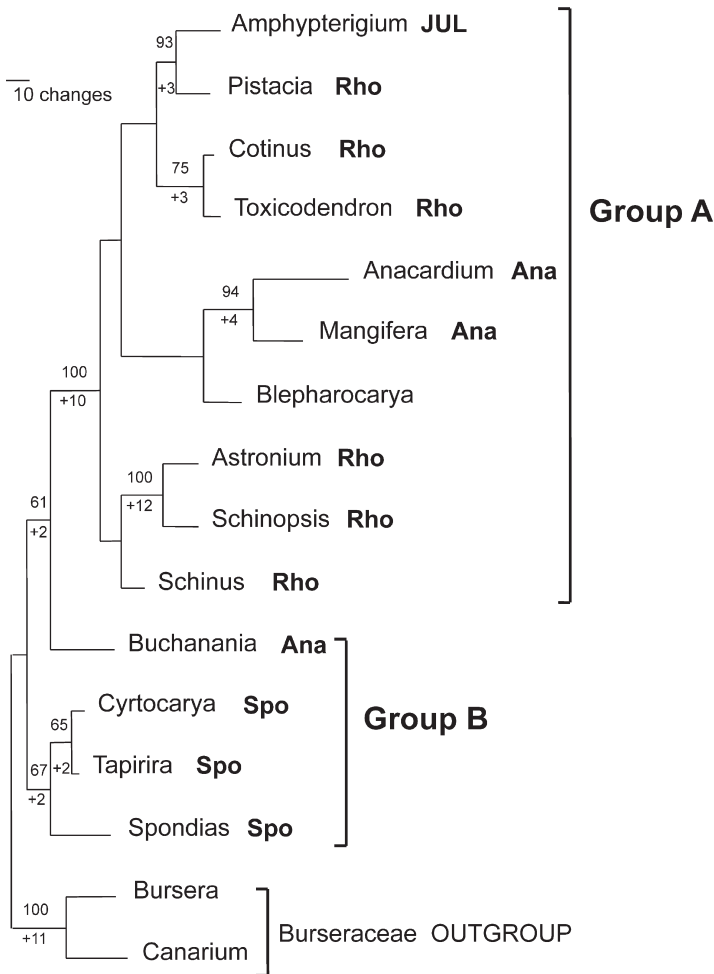 Amphypterigium JUL
93
+3
10 changes
Pistacia Rho
Cotinus Rho
75
+3
Toxicodendron Rho
Group A
Anacardium Ana
94
+4
Mangifera Ana
100
+10
Blepharocarya
Astronium Rho
100
+12
Schinopsis Rho
61
+2
Schinus Rho
Buchanania Ana
Cyrtocarya Spo
65
+2
Group B
Tapirira Spo
67
+2
Spondias Spo
Bursera
100
+11
Burseraceae OUTGROUP
Canarium